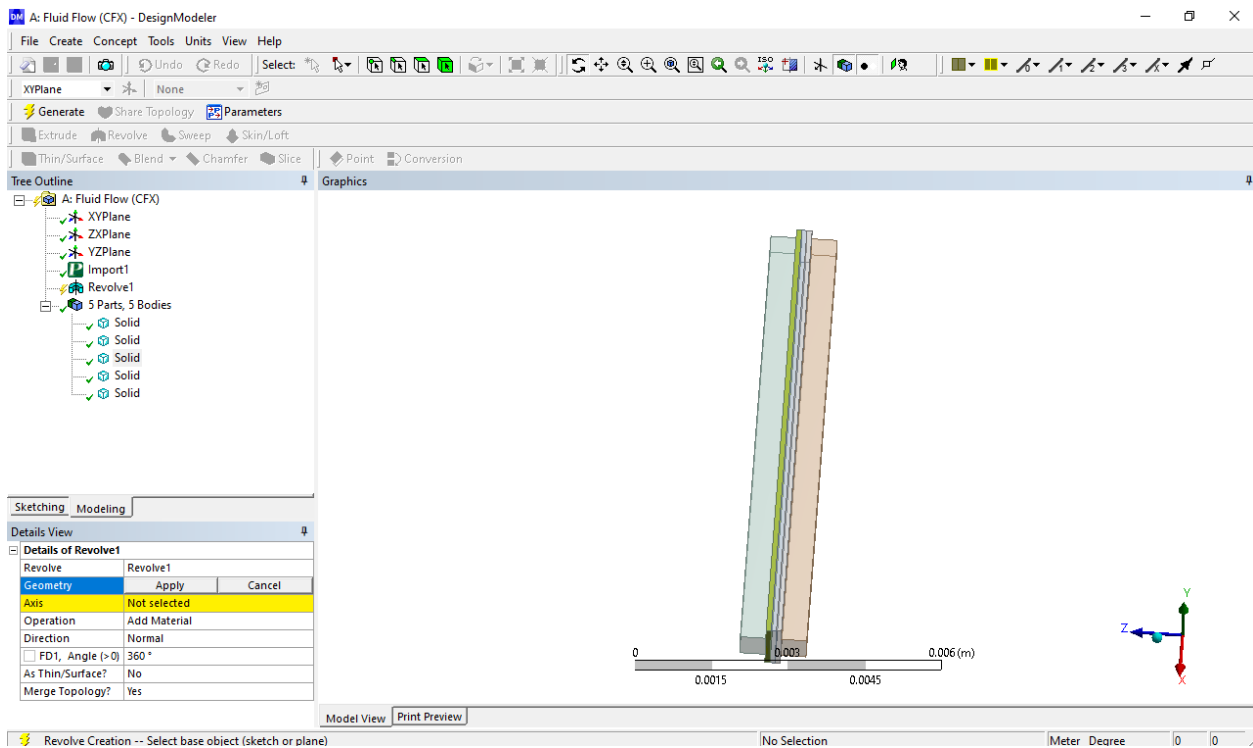 DM A: Fluid Flow (CFX) - DesignModeler
File Create Concept Tools Units View Help
Undo Redo Select: ISO
XYPlane None
Generate Share Topology Parameters
Extrude Revolve Sweep Skin/Loft
Thin/Surface Blend Chamfer Slice Point Conversion
Tree Outline
Graphics
A: Fluid Flow (CFX)
XYPlane
ZXPlane
YZPlane
Import1
Revolve1
5 Parts, 5 Bodies
Solid
Solid
Solid
Solid
Solid
Sketching Modeling
Details View
Details of Revolve1
Revolve Revolve1
Geometry Apply Cancel
Axis Not selected
Operation Add Material
Direction Normal
FD1, Angle (>0) 360 °
As Thin/Surface? No
Merge Topology? Yes
0 0.003 0.006 (m)
0.0015 0.0045
Y
Z
X
Model View Print Preview
Revolve Creation -- Select base object (sketch or plane) No Selection Meter Degree 0 0